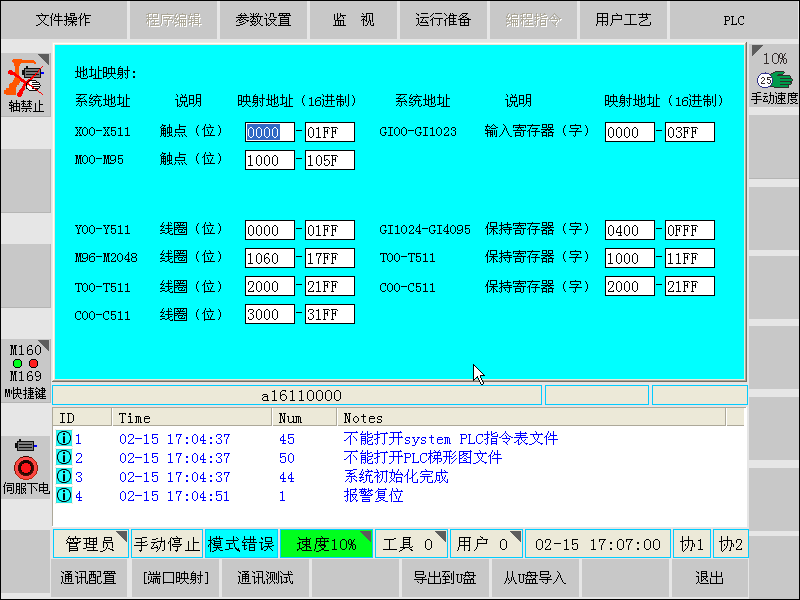 文件操作 程序编辑 参数设置 监 视 运行准备 编程指令 用户工艺 PLC
轴禁止
10%
25
手动速度
地址映射:
系统地址 说明 映射地址（16进制） 系统地址 说明 映射地址（16进制）
X00-X511 触点（位） 0000-01FF GI00-GI1023 输入寄存器（字） 0000-03FF
M00-M95 触点（位） 1000-105F
Y00-Y511 线圈（位） 0000-01FF GI1024-GI4095 保持寄存器（字） 0400-0FFF
M96-M2048 线圈（位） 1060-17FF T00-T511 保持寄存器（字） 1000-11FF
T00-T511 线圈（位） 2000-21FF C00-C511 保持寄存器（字） 2000-21FF
C00-C511 线圈（位） 3000-31FF
M160
M169
M快捷键
a16110000
ID Time Num Notes
1 02-15 17:04:37 45 不能打开system PLC指令表文件
2 02-15 17:04:37 50 不能打开PLC梯形图文件
3 02-15 17:04:37 44 系统初始化完成
4 02-15 17:04:51 1 报警复位
伺服下电
管理员 手动停止 模式错误 速度10% 工具 0 用户 0 02-15 17:07:00 协1 协2
通讯配置 [端口映射] 通讯测试 导出到U盘 从U盘导入 退出